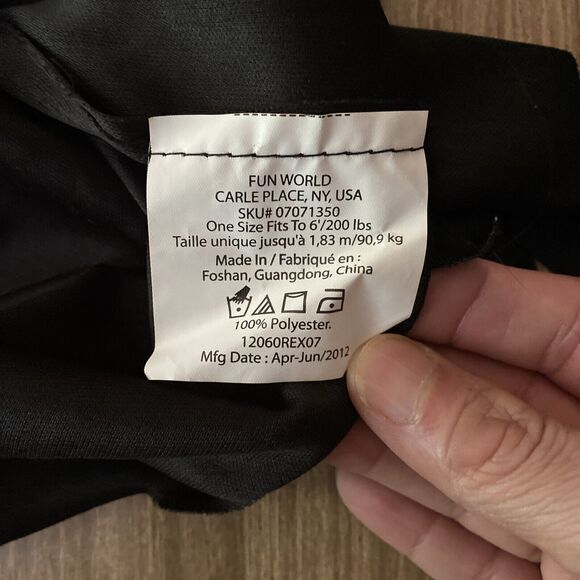 FUN WORLD
CARLE PLACE, NY, USA
SKU# 07071350
One Size Fits To 6'/200 lbs
Taille unique jusqu'à 1,83 m/90,9 kg
Made In / Fabriqué en :
Foshan, Guangdong, China
100% Polyester.
12060REX07
Mfg Date : Apr-Jun/2012